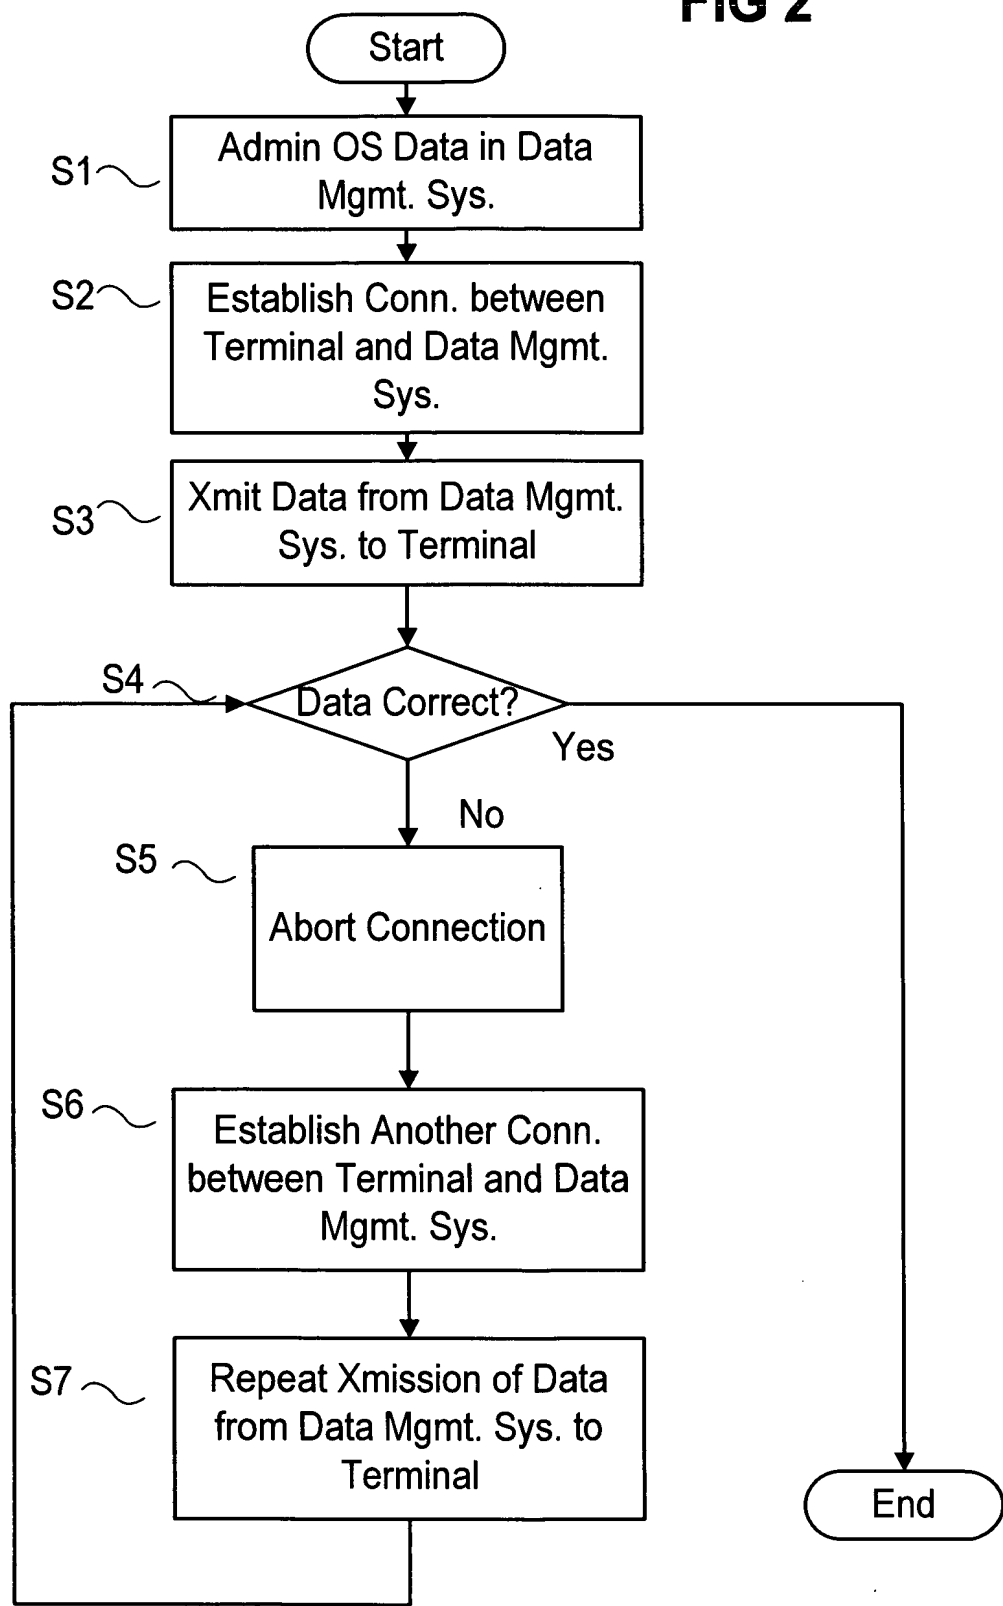 FIG 2
Start
S1
Admin OS Data in Data
Mgmt. Sys.
S2
Establish Conn. between
Terminal and Data Mgmt.
Sys.
S3
Xmit Data from Data Mgmt.
Sys. to Terminal
S4
Data Correct?
Yes
No
S5
Abort Connection
S6
Establish Another Conn.
between Terminal and Data
Mgmt. Sys.
S7
Repeat Xmission of Data
from Data Mgmt. Sys. to
Terminal
End